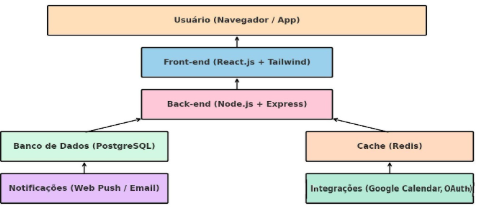 Usuário (Navegador / App)
Front-end (React.js + Tailwind)
Back-end (Node.js + Express)
Banco de Dados (PostgreSQL)
Cache (Redis)
Notificações (Web Push / Email)
Integrações (Google Calendar, OAuth)